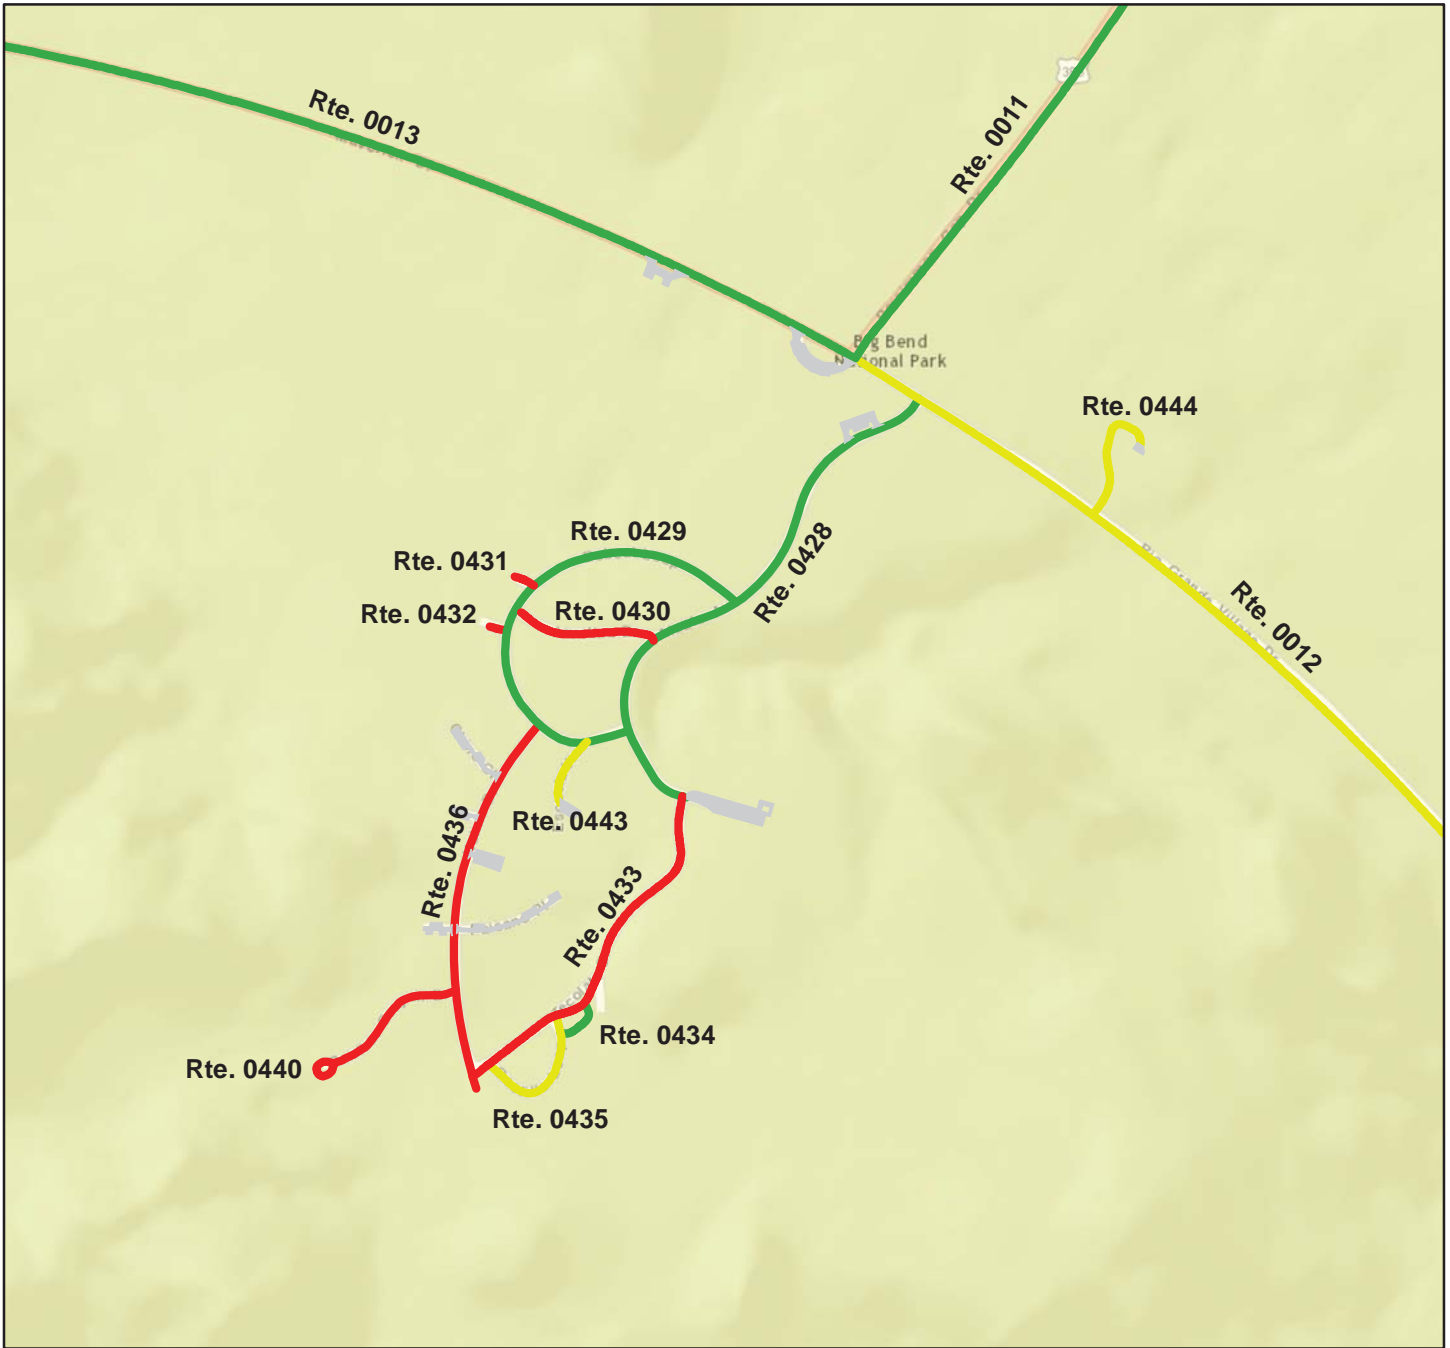 Rte. 0013
Rte. 0011
Big Bend
National Park
Rte. 0444
Rte. 0429
Rte. 0428
Rte. 0431
Rte. 0430
Rte. 0432
Rte. 0012
Rte. 0443
Rte. 0436
Rte. 0433
Rte. 0434
Rte. 0440
Rte. 0435